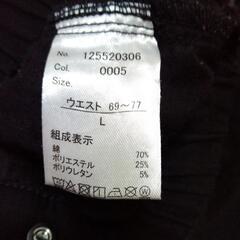 No. 125520306
Col. 0005
Size.
ウエスト 69〜77
L
組成表示
綿 70%
ポリエステル 25%
ポリウレタン 5%